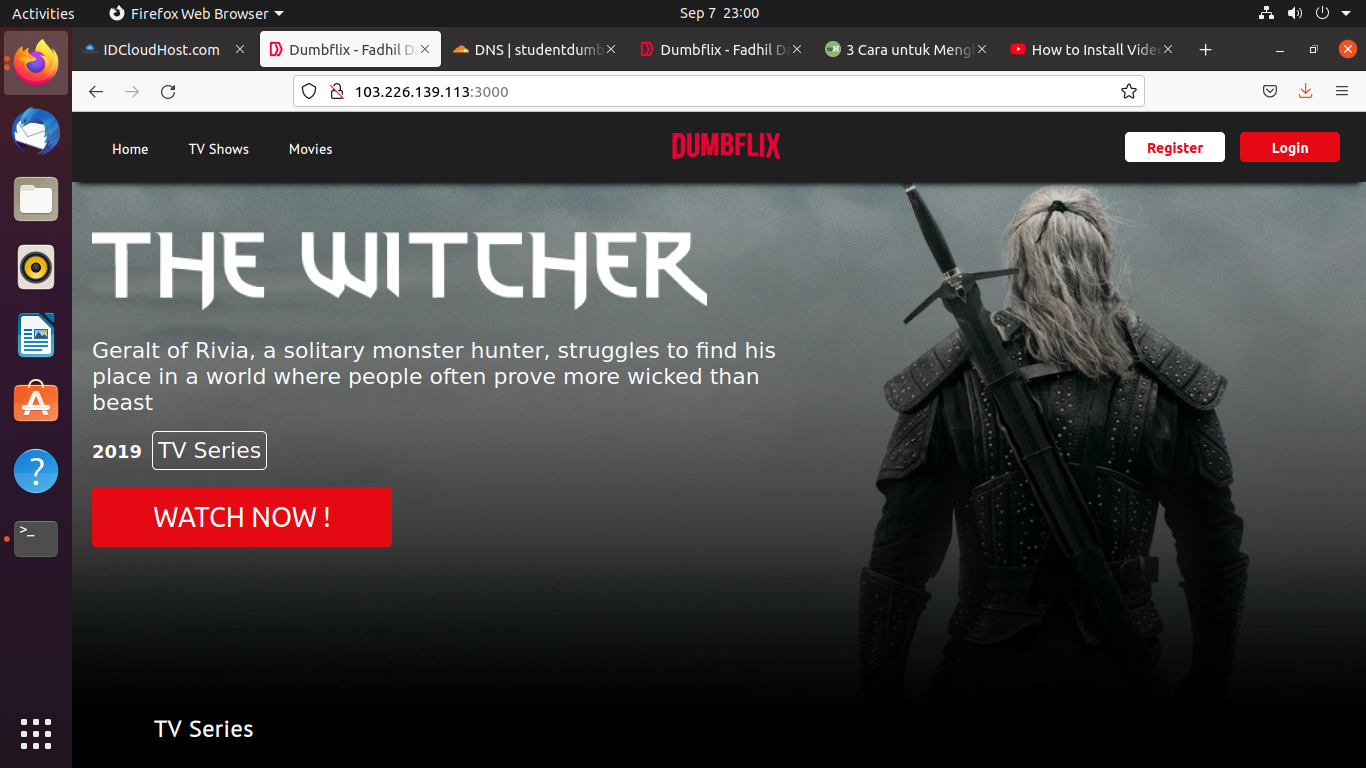 Activities Firefox Web Browser Sep 7 23:00
IDCloudHost.com Dumbflix - Fadhil Da DNS | studentdumb Dumbflix - Fadhil Da 3 Cara untuk Meng How to Install Vide
103.226.139.113:3000
Home TV Shows Movies DUMBFLIX Register Login
THE WITCHER
Geralt of Rivia, a solitary monster hunter, struggles to find his
place in a world where people often prove more wicked than
beast
2019 TV Series
WATCH NOW !
TV Series